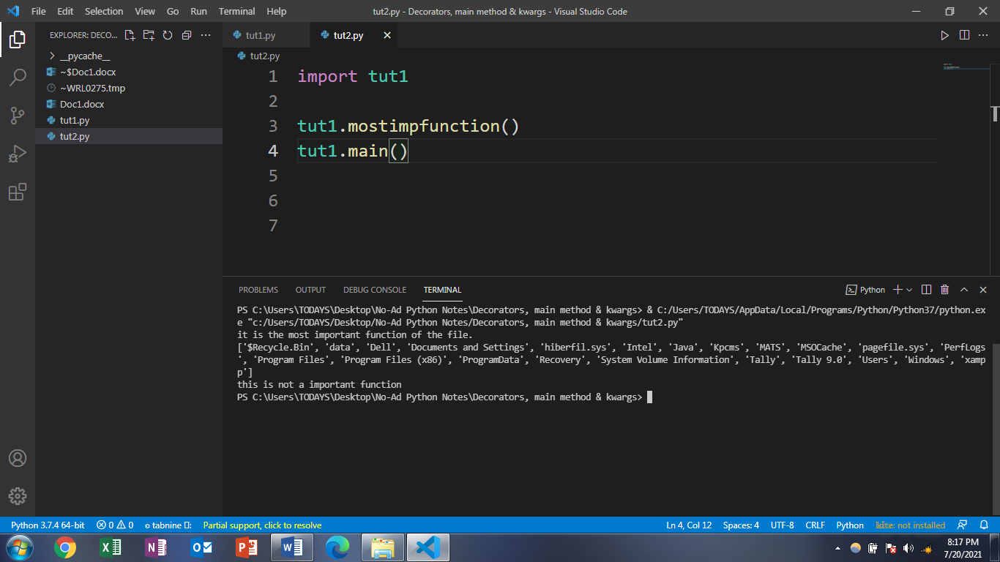 File Edit Selection View Go Run Terminal Help
tut2.py - Decorators, main method & kwargs - Visual Studio Code
EXPLORER: DECO...
__pycache__
~$Doc1.docx
~WRL0275.tmp
Doc1.docx
tut1.py
tut2.py
tut1.py tut2.py
tut2.py
1 import tut1
2
3 tut1.mostimpfunction()
4 tut1.main()
5
6
7
PROBLEMS OUTPUT DEBUG CONSOLE TERMINAL
Python
PS C:\Users\TODAYS\Desktop\No-Ad Python Notes\Decorators, main method & kwargs> & C:/Users/TODAYS/AppData/Local/Programs/Python/Python37/python.ex
e "c:/Users/TODAYS/Desktop/No-Ad Python Notes/Decorators, main method & kwargs/tut2.py"
it is the most important function of the file.
['$Recycle.Bin', 'data', 'Dell', 'Documents and Settings', 'hiberfil.sys', 'Intel', 'Java', 'Kpcms', 'MATS', 'MSOCache', 'pagefile.sys', 'PerfLogs
', 'Program Files', 'Program Files (x86)', 'ProgramData', 'Recovery', 'System Volume Information', 'Tally', 'Tally 9.0', 'Users', 'Windows', 'xamp
p']
this is not a important function
PS C:\Users\TODAYS\Desktop\No-Ad Python Notes\Decorators, main method & kwargs>
Python 3.7.4 64-bit 0 0 tabnine Partial support, click to resolve
Ln 4, Col 12 Spaces: 4 UTF-8 CRLF Python kite: not installed
8:17 PM
7/20/2021